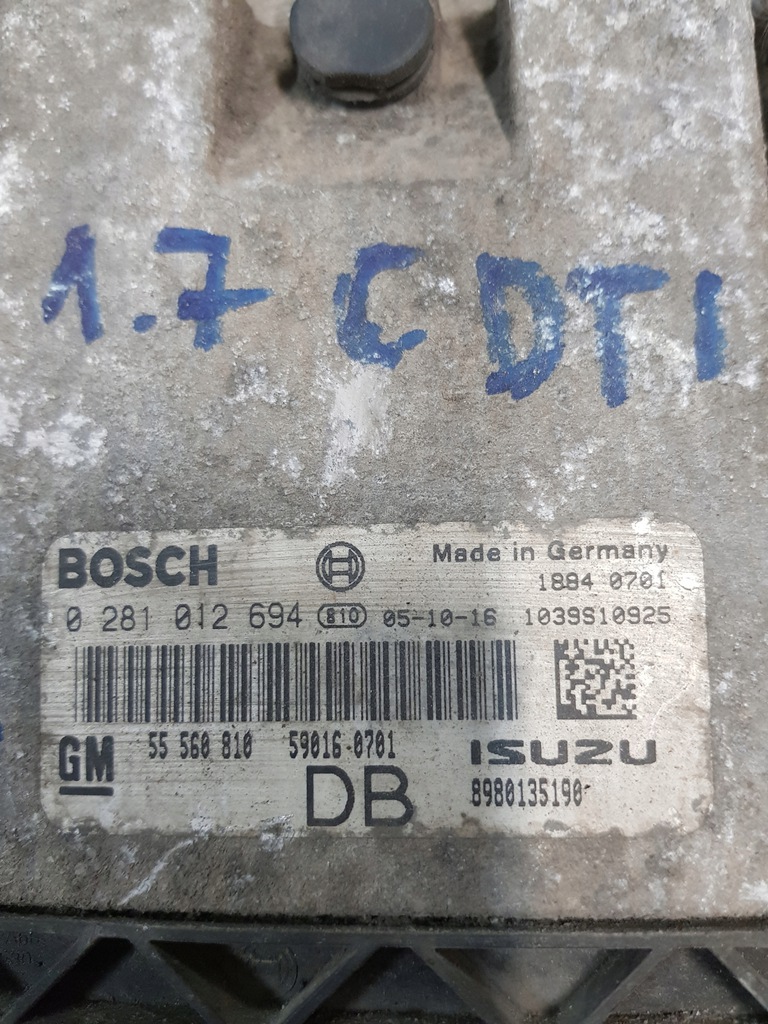 1.7 CDTI
BOSCH Made in Germany
1884 0701
0 281 012 694 810 05-10-16 1039S10925
GM 55 560 810 59016 0701 ISUZU
DB 8980135190